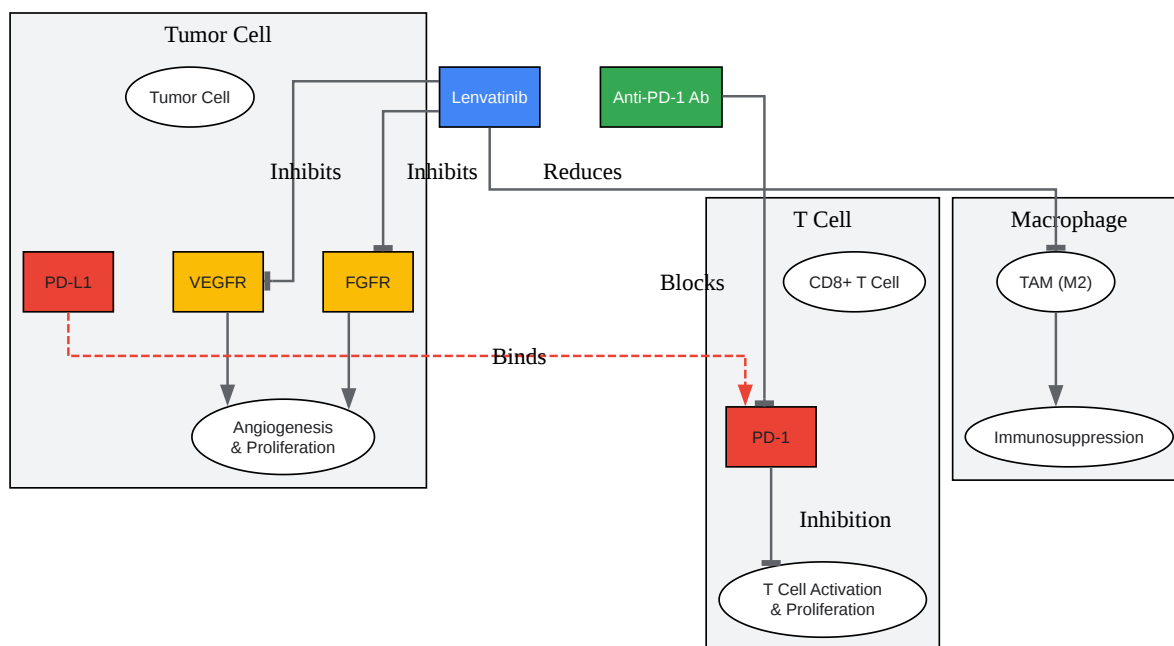 Tumor Cell
Tumor Cell
Lenvatinib
Anti-PD-1 Ab
Inhibits
Inhibits
Reduces
T Cell
Macrophage
PD-L1
VEGFR
FGFR
Blocks
CD8+ T Cell
TAM (M2)
Binds
Angiogenesis
& Proliferation
PD-1
Immunosuppression
Inhibition
T Cell Activation
& Proliferation